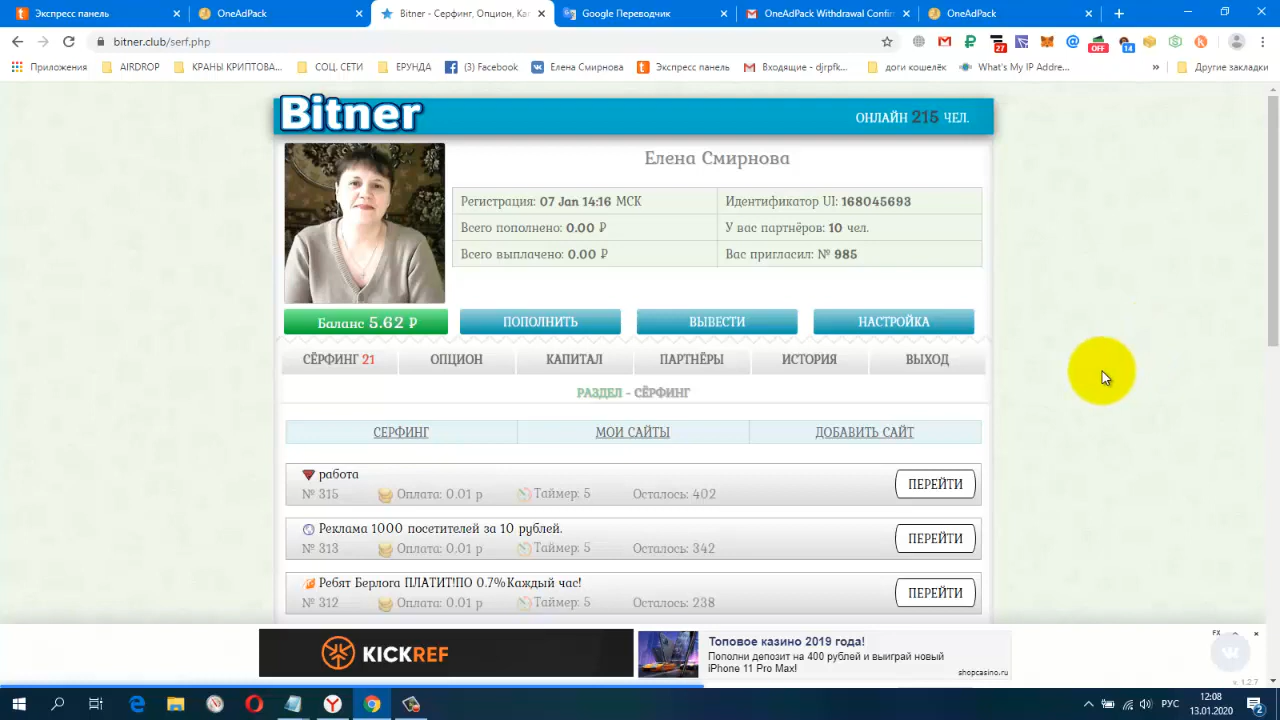 Экспресс панель
OneAdPack
Bitner - Серфинг, Опцион, Ка
Google Переводчик
OneAdPack Withdrawal Confir
OneAdPack
bitner.club/serf.php
27
OFF
14
Приложения
AIRDROP
КРАНЫ КРИПТОВА...
СОЦ. СЕТИ
ЕРУНДА
(3) Facebook
Елена Смирнова
Экспресс панель
Входящие - djrpfk...
доги кошелёк
What's My IP Addre...
»
Другие закладки
Bitner
ОНЛАЙН 215 ЧЕЛ.
Елена Смирнова
Регистрация: 07 Jan 14:16 МСК
Идентификатор UI: 168045693
Всего пополнено: 0.00 ₽
У вас партнёров: 10 чел.
Всего выплачено: 0.00 ₽
Вас пригласил: № 985
Баланс 5.62 ₽
ПОПОЛНИТЬ
ВЫВЕСТИ
НАСТРОЙКА
СЁРФИНГ 21
ОПЦИОН
КАПИТАЛ
ПАРТНЁРЫ
ИСТОРИЯ
ВЫХОД
РАЗДЕЛ - СЁРФИНГ
СЕРФИНГ
МОИ САЙТЫ
ДОБАВИТЬ САЙТ
работа
№ 315
Оплата: 0.01 р
Таймер: 5
Осталось: 402
ПЕРЕЙТИ
Реклама 1000 посетителей за 10 рублей.
№ 313
Оплата: 0.01 р
Таймер: 5
Осталось: 342
ПЕРЕЙТИ
Ребят Берлога ПЛАТИТ!ПО 0.7%Каждый час!
№ 312
Оплата: 0.01 р
Таймер: 5
Осталось: 238
ПЕРЕЙТИ
KICKREF
Топовое казино 2019 года!
Пополни депозит на 400 рублей и выиграй новый
iPhone 11 Pro Max!
shopcasino.ru
FX
v. 1.2.7
РУС
12:08
13.01.2020
2